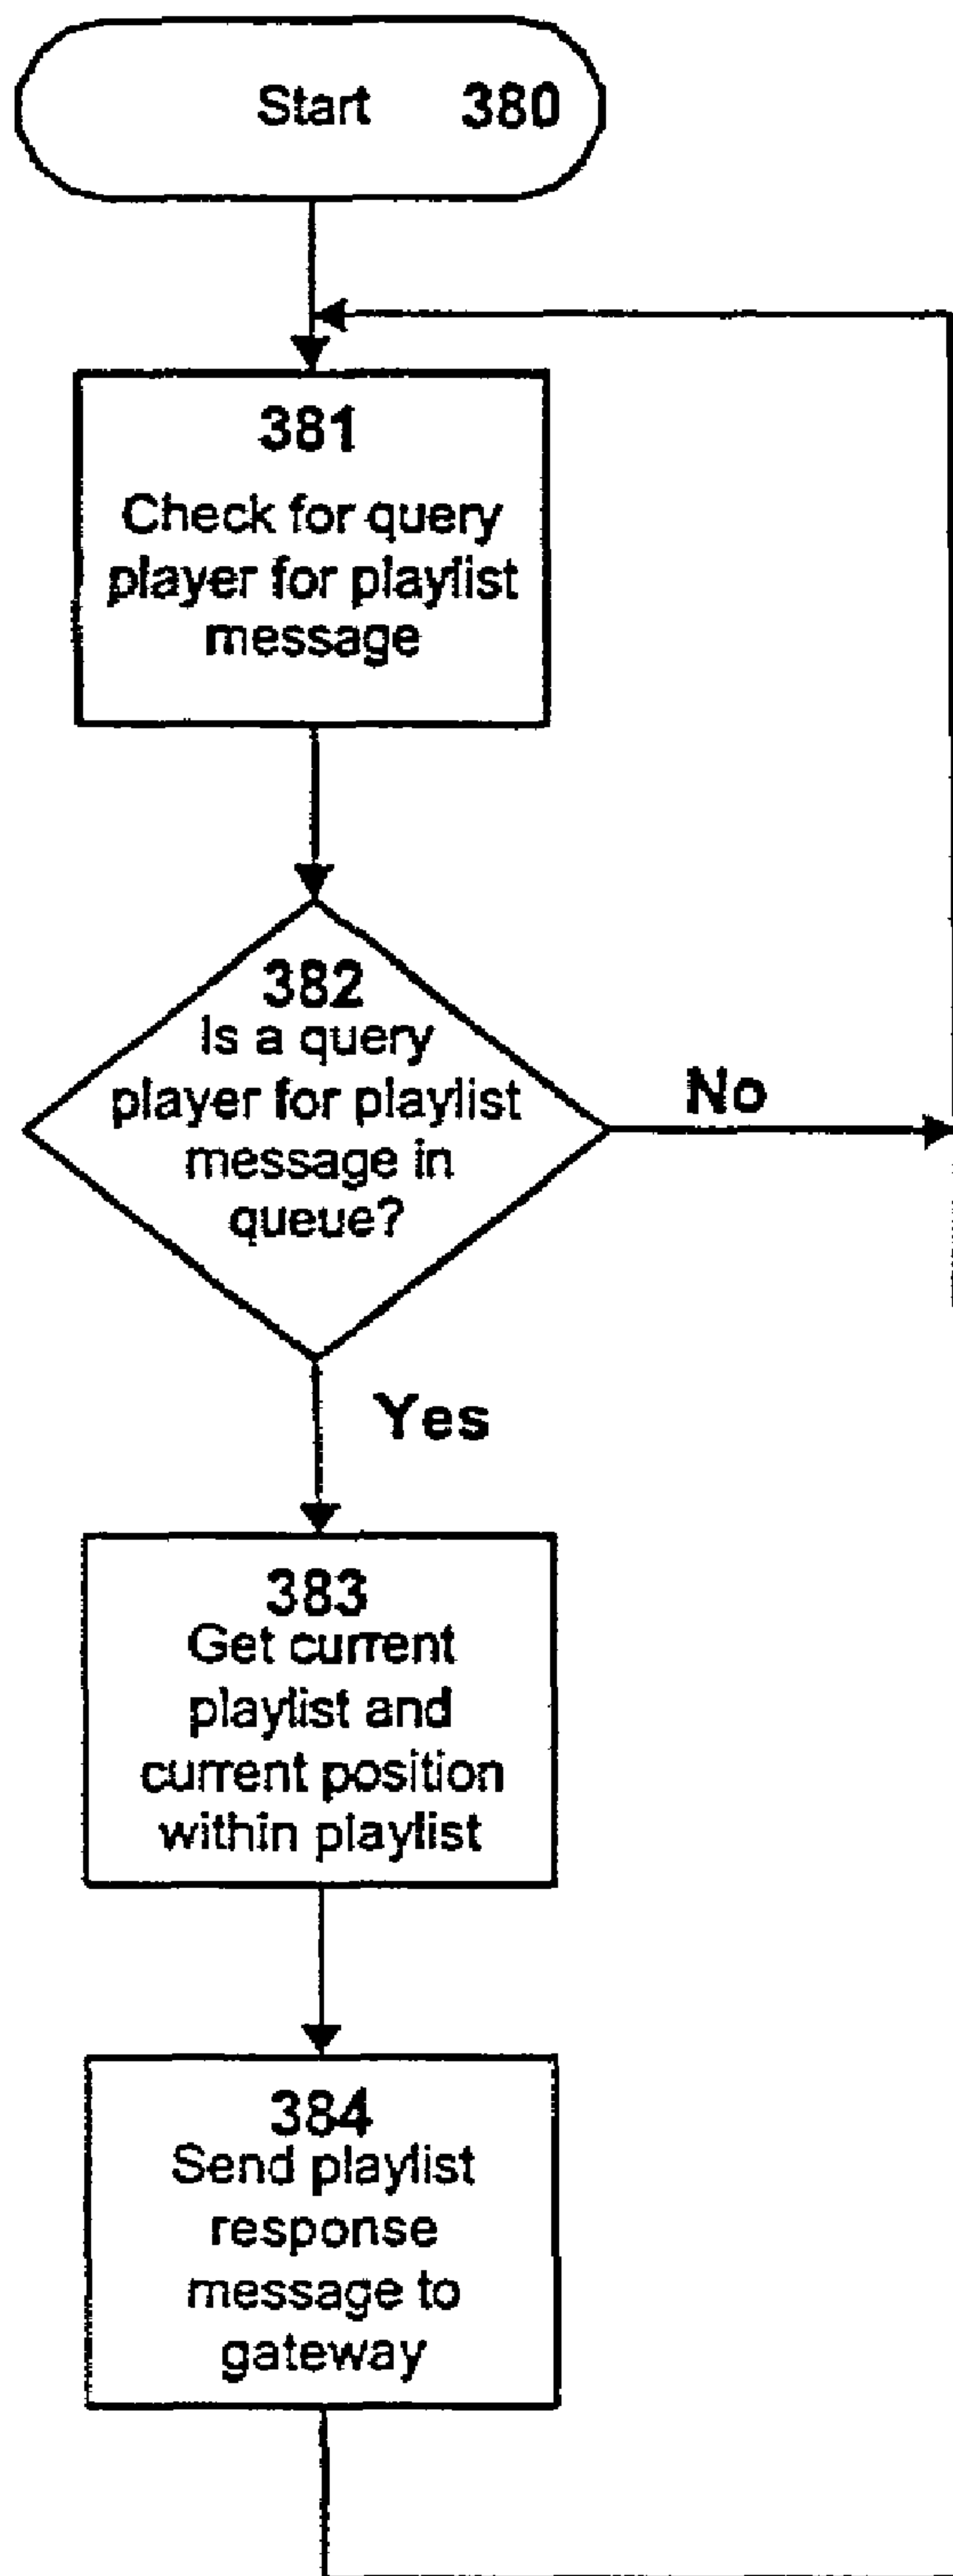 Start 380
381
Check for query
player for playlist
message
382
Is a query
player for playlist
message in
queue?
No
Yes
383
Get current
playlist and
current position
within playlist
384
Send playlist
response
message to
gateway